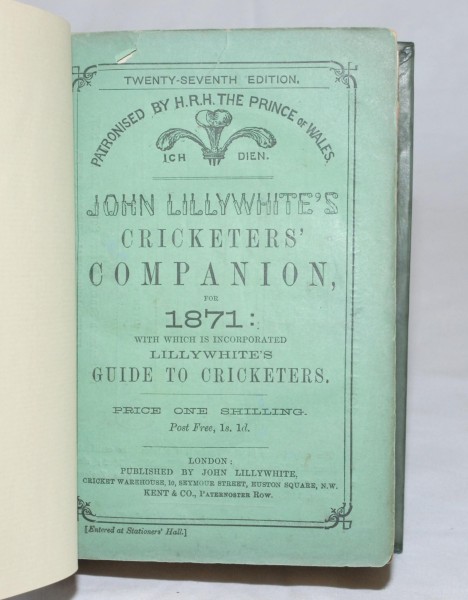 TWENTY-SEVENTH EDITION.
PATRONISED BY H.R.H. THE PRINCE OF WALES.
ICH DIEN.
JOHN LILLYWHITE'S
CRICKETERS'
COMPANION,
FOR
1871:
WITH WHICH IS INCORPORATED
LILLYWHITE'S
GUIDE TO CRICKETERS.
PRICE ONE SHILLING.
Post Free, 1s. 1d.
LONDON:
PUBLISHED BY JOHN LILLYWHITE,
CRICKET WAREHOUSE, 10, SEYMOUR STREET, EUSTON SQUARE, N.W.
KENT & CO., PATERNOSTER ROW.
[Entered at Stationers' Hall.]